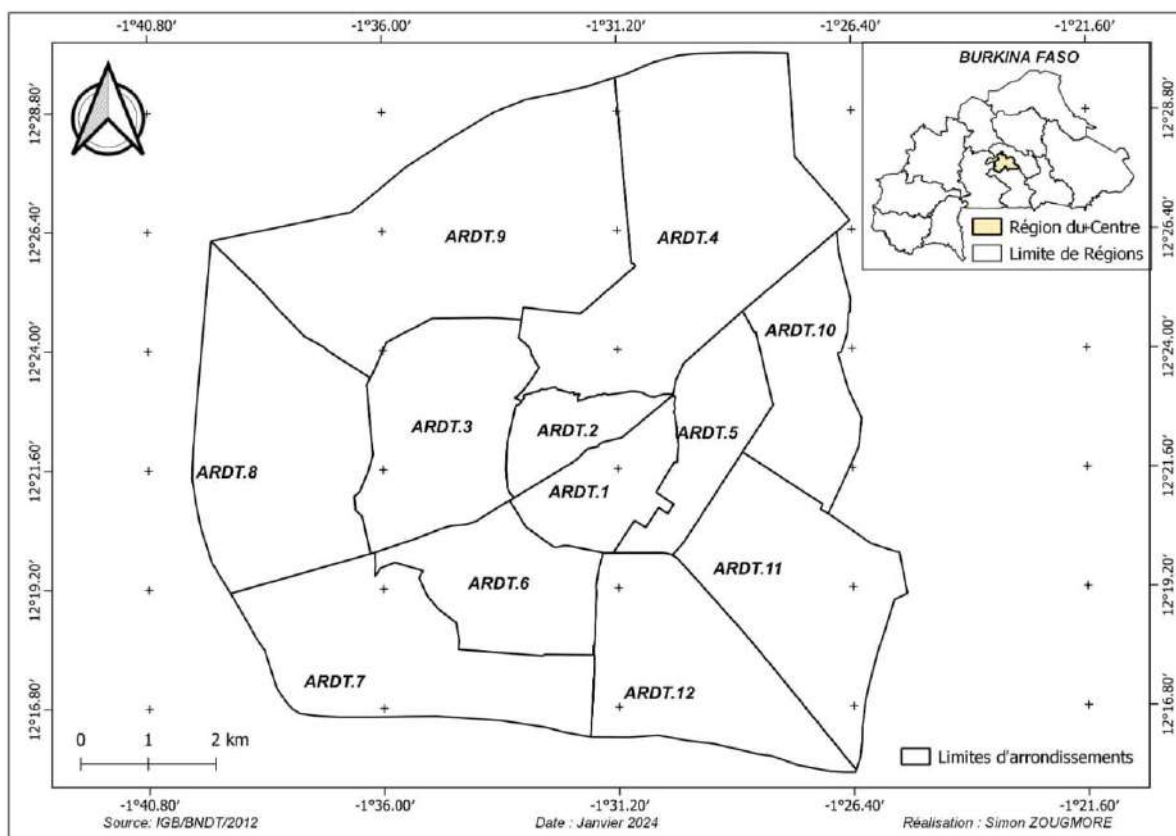 -1°40.80′ -1°36.00′ -1°31.20′ -1°26.40′ -1°21.60′
BURKINA FASO
12°28.80′ 12°28.80′
ARDT.9
ARDT.4
Région du Centre
12°26.40′ 12°26.40′
Limite de Régions
ARDT.10
12°24.00′ 12°24.00′
ARDT.3
ARDT.2
ARDT.5
ARDT.8
12°21.60′ 12°21.60′
ARDT.1
ARDT.6
ARDT.11
12°19.20′ 12°19.20′
ARDT.7
ARDT.12
12°16.80′ 12°16.80′
0 1 2 km
Limites d'arrondissements
-1°40.80′ -1°36.00′ -1°31.20′ -1°26.40′ -1°21.60′
Source: IGB/BNDT/2012 Date : Janvier 2024 Réalisation : Simon ZOUGMORE